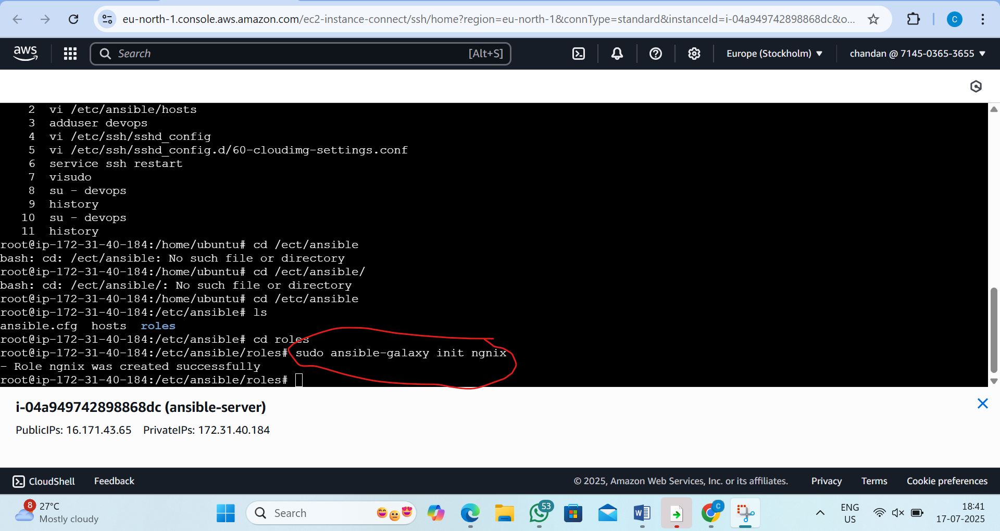 eu-north-1.console.aws.amazon.com/ec2-instance-connect/ssh/home?region=eu-north-1&connType=standard&instanceId=i-04a949742898868dc&o...
C
aws
Search
[Alt+S]
Europe (Stockholm)
chandan @ 7145-0365-3655
2 vi /etc/ansible/hosts
3 adduser devops
4 vi /etc/ssh/sshd_config
5 vi /etc/ssh/sshd_config.d/60-cloudimg-settings.conf
6 service ssh restart
7 visudo
8 su - devops
9 history
10 su - devops
11 history
root@ip-172-31-40-184:/home/ubuntu# cd /ect/ansible
bash: cd: /ect/ansible: No such file or directory
root@ip-172-31-40-184:/home/ubuntu# cd /ect/ansible/
bash: cd: /ect/ansible/: No such file or directory
root@ip-172-31-40-184:/home/ubuntu# cd /etc/ansible
root@ip-172-31-40-184:/etc/ansible# ls
ansible.cfg hosts roles
root@ip-172-31-40-184:/etc/ansible# cd roles
root@ip-172-31-40-184:/etc/ansible/roles# sudo ansible-galaxy init ngnix
- Role ngnix was created successfully
root@ip-172-31-40-184:/etc/ansible/roles#
i-04a949742898868dc (ansible-server)
PublicIPs: 16.171.43.65 PrivateIPs: 172.31.40.184
CloudShell Feedback
© 2025, Amazon Web Services, Inc. or its affiliates. Privacy Terms Cookie preferences
8
27°C
Mostly cloudy
Search
53
W
C
ENG
US
18:41
17-07-2025